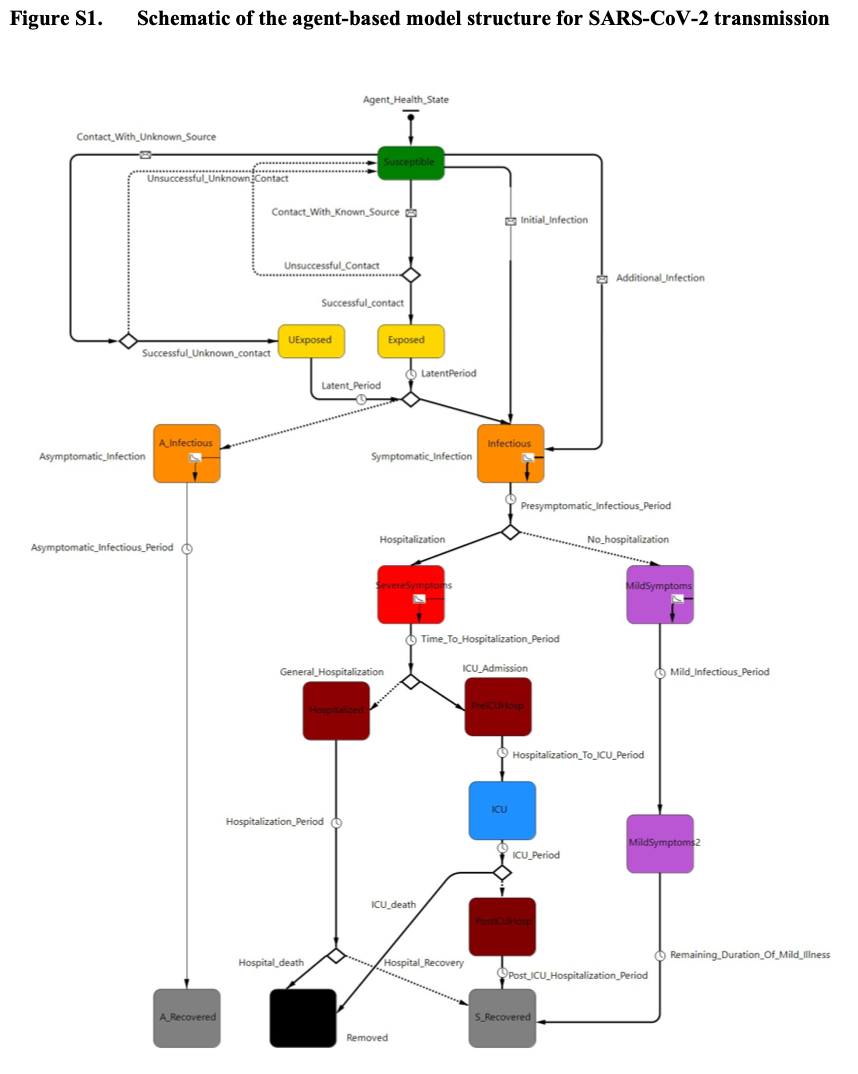 Figure S1. Schematic of the agent-based model structure for SARS-CoV-2 transmission
Agent_Health_State
Contact_With_Unknown_Source
Susceptible
Unsuccessful_Unknown_Contact
Contact_With_Known_Source
Initial_Infection
Unsuccessful_Contact
Additional_Infection
Successful_contact
UExposed
Exposed
Successful_Unknown_contact
LatentPeriod
Latent_Period
A_Infectious
Infectious
Asymptomatic_Infection
Symptomatic_Infection
Presymptomatic_Infectious_Period
Hospitalization
No_hospitalization
Asymptomatic_Infectious_Period
SevereSymptoms
MildSymptoms
Time_To_Hospitalization_Period
General_Hospitalization
ICU_Admission
Mild_Infectious_Period
Hospitalized
PreICUHosp
Hospitalization_To_ICU_Period
ICU
Hospitalization_Period
MildSymptoms2
ICU_Period
ICU_death
PostICUHosp
Hospital_death
Hospital_Recovery
Remaining_Duration_Of_Mild_Illness
Post_ICU_Hospitalization_Period
A_Recovered
S_Recovered
Removed